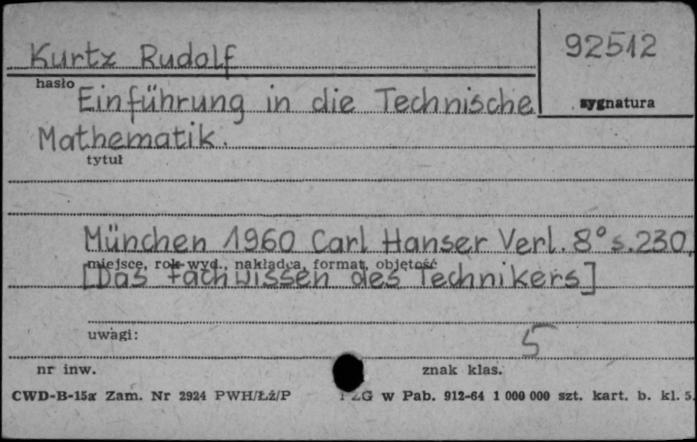 Kurtz Rudolf
92512
hasło
sygnatura
Einführung in die Technische
Mathematik.
tytuł
München 1960 Carl Hanser Verl. 8° s. 230,
miejsce, rok wyd., nakładca, format, objętość
[Das Fachwissen des Technikers]
uwagi:
5
nr inw.
znak klas.
CWD-B-15a Zam. Nr 2924 PWH/Łź/P
w Pab. 912-64 1 000 000 szt. kart. b. kl. 5.